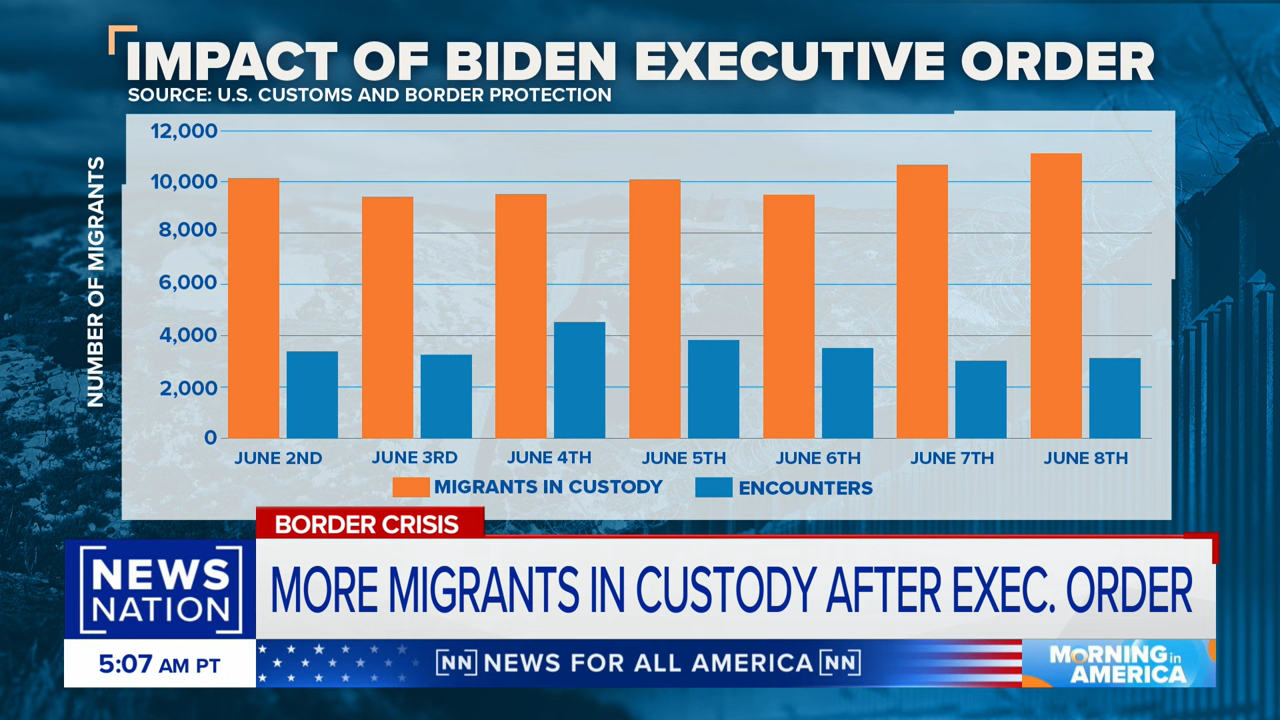 IMPACT OF BIDEN EXECUTIVE ORDER
SOURCE: U.S. CUSTOMS AND BORDER PROTECTION
NUMBER OF MIGRANTS
12,000
10,000
8,000
6,000
4,000
2,000
0
JUNE 2ND JUNE 3RD JUNE 4TH JUNE 5TH JUNE 6TH JUNE 7TH JUNE 8TH
MIGRANTS IN CUSTODY ENCOUNTERS
BORDER CRISIS
NEWS
NATION
MORE MIGRANTS IN CUSTODY AFTER EXEC. ORDER
5:07 AM PT
NN NEWS FOR ALL AMERICA NN
MORNING in
AMERICA